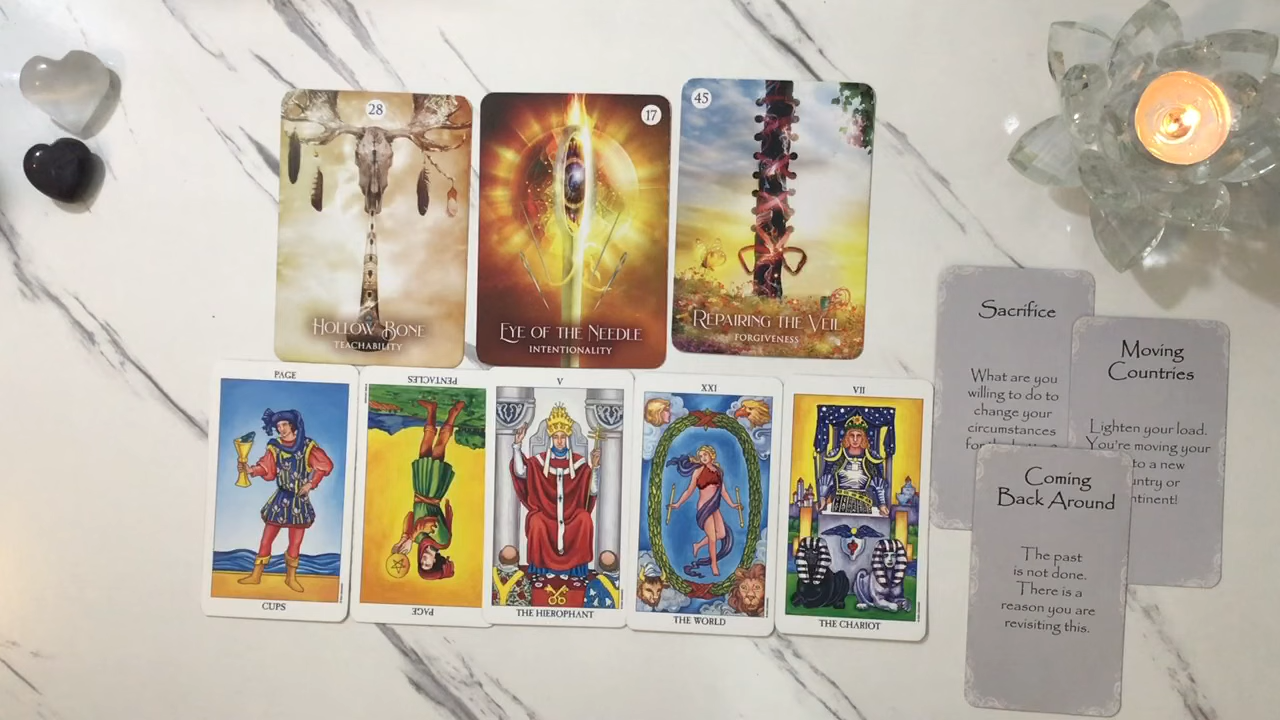 28
HOLLOW BONE
TEACHABILITY
17
EYE OF THE NEEDLE
INTENTIONALITY
45
REPAIRING THE VEIL
FORGIVENESS
PAGE
CUPS
PENTACLES
PAGE
V
THE HIEROPHANT
XXI
THE WORLD
VII
THE CHARIOT
Sacrifice
What are you
willing to do to
change your
circumstances
Moving
Countries
Lighten your load.
You're moving your
to a new
Coming
Back Around
The past
is not done.
There is a
reason you are
revisiting this.